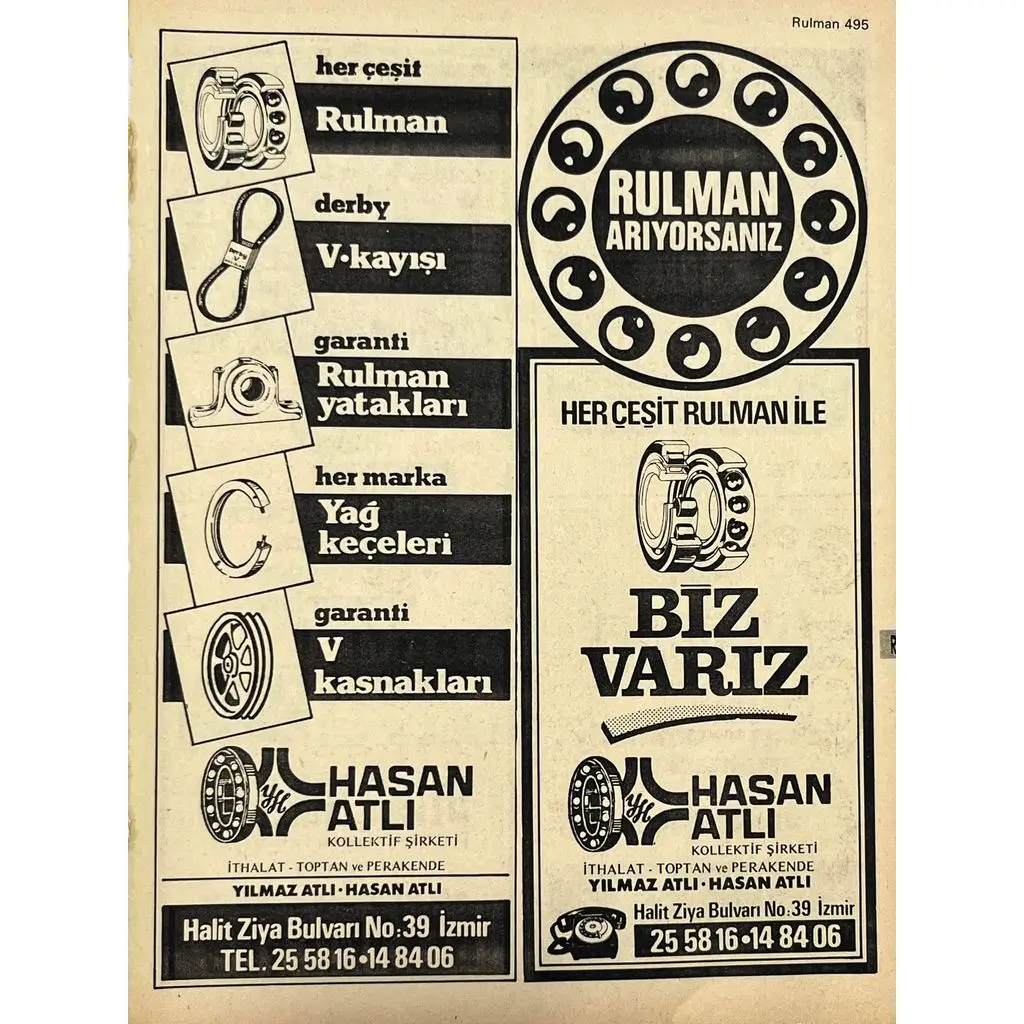 Rulman 495
her çeşit
Rulman
derby
V•kayışı
Derby
V
garanti
Rulman
yatakları
her marka
Yağ
keçeleri
garanti
V
kasnakları
HASAN
ATLI
KOLLEKTİF ŞİRKETİ
İTHALAT - TOPTAN ve PERAKENDE
YILMAZ ATLI • HASAN ATLI
Halit Ziya Bulvarı No:39 İzmir
TEL. 25 58 16•14 84 06
RULMAN
ARIYORSANIZ
HER ÇEŞİT RULMAN İLE
BİZ
VARIZ
HASAN
ATLI
KOLLEKTİF ŞİRKETİ
İTHALAT - TOPTAN ve PERAKENDE
YILMAZ ATLI • HASAN ATLI
Halit Ziya Bulvarı No:39 İzmir
25 58 16•14 84 06
R